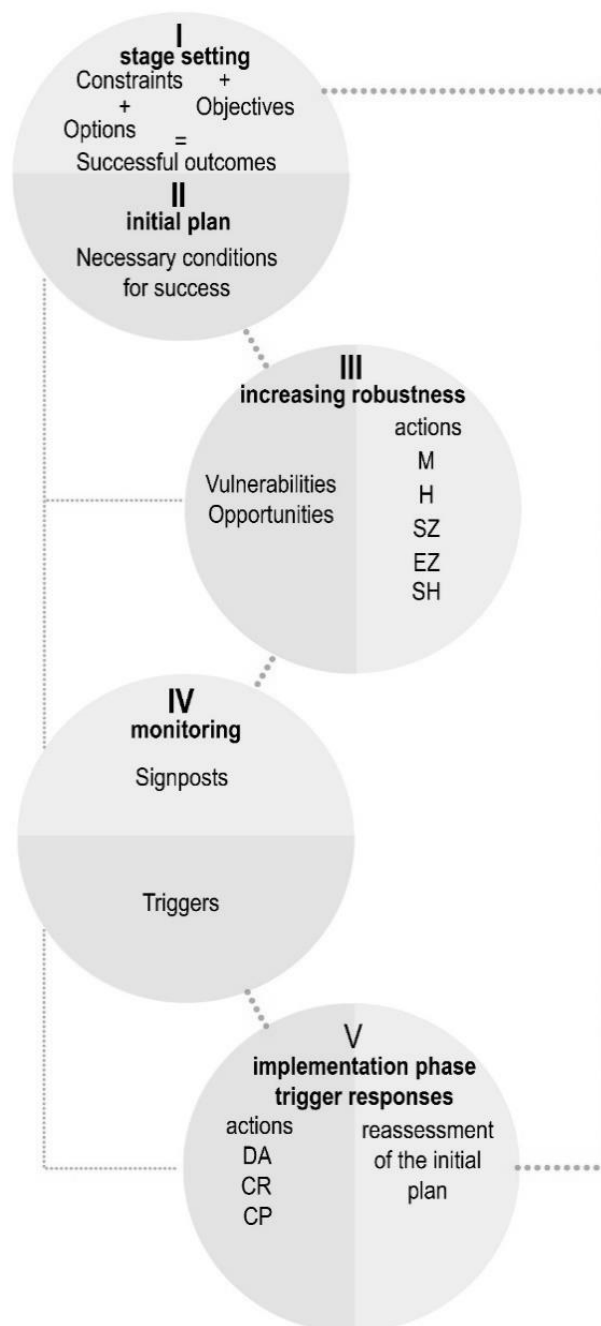 I
stage setting
Constraints +
+ Objectives
Options =
Successful outcomes
II
initial plan
Necessary conditions
for success
III
increasing robustness
Vulnerabilities
Opportunities
actions
M
H
SZ
EZ
SH
IV
monitoring
Signposts
Triggers
V
implementation phase
trigger responses
actions
DA
CR
CP
reassessment
of the initial
plan